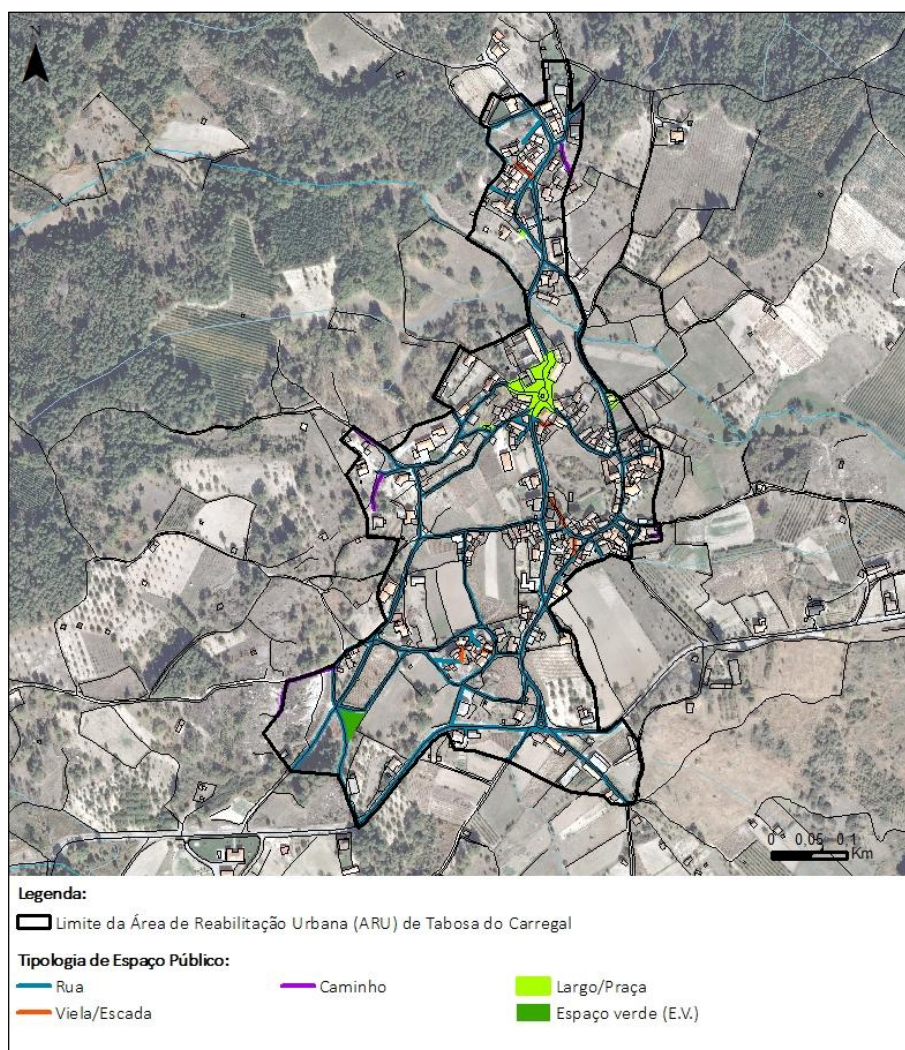 N
0 0,05 0,1
Km
Legenda:
Limite da Área de Reabilitação Urbana (ARU) de Tabosa do Carregal
Tipologia de Espaço Público:
Rua
Caminho
Largo/Praça
Viela/Escada
Espaço verde (E.V.)